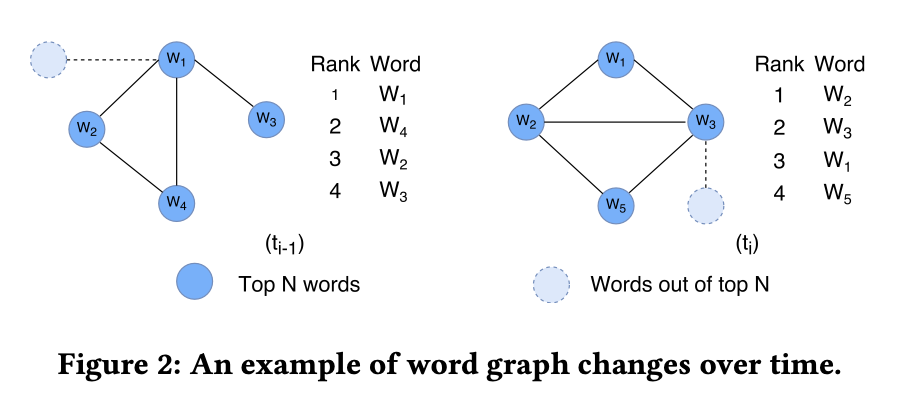 W1
W2
W3
W4
Rank Word
1 W1
2 W4
3 W2
4 W3
(ti-1)
W1
W2
W3
W5
Rank Word
1 W2
2 W3
3 W1
4 W5
(ti)
Top N words
Words out of top N
Figure 2: An example of word graph changes over time.